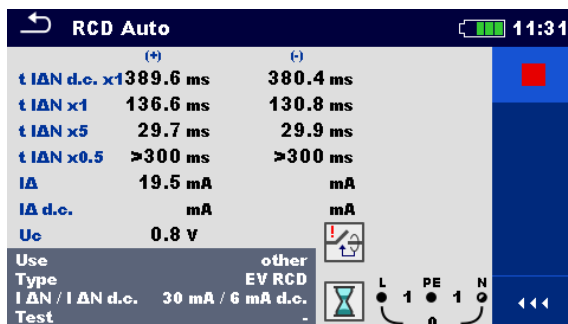 RCD Auto 11:31
(+) (-)
t IΔN d.c. x1 389.6 ms 380.4 ms
t IΔN x1 136.6 ms 130.8 ms
t IΔN x5 29.7 ms 29.9 ms
t IΔN x0.5 >300 ms >300 ms
IΔ 19.5 mA mA
IΔ d.c. mA mA
Uc 0.8 V
Use other
Type EV RCD
I ΔN / I ΔN d.c. 30 mA / 6 mA d.c.
Test -
L PE N
1 1
0